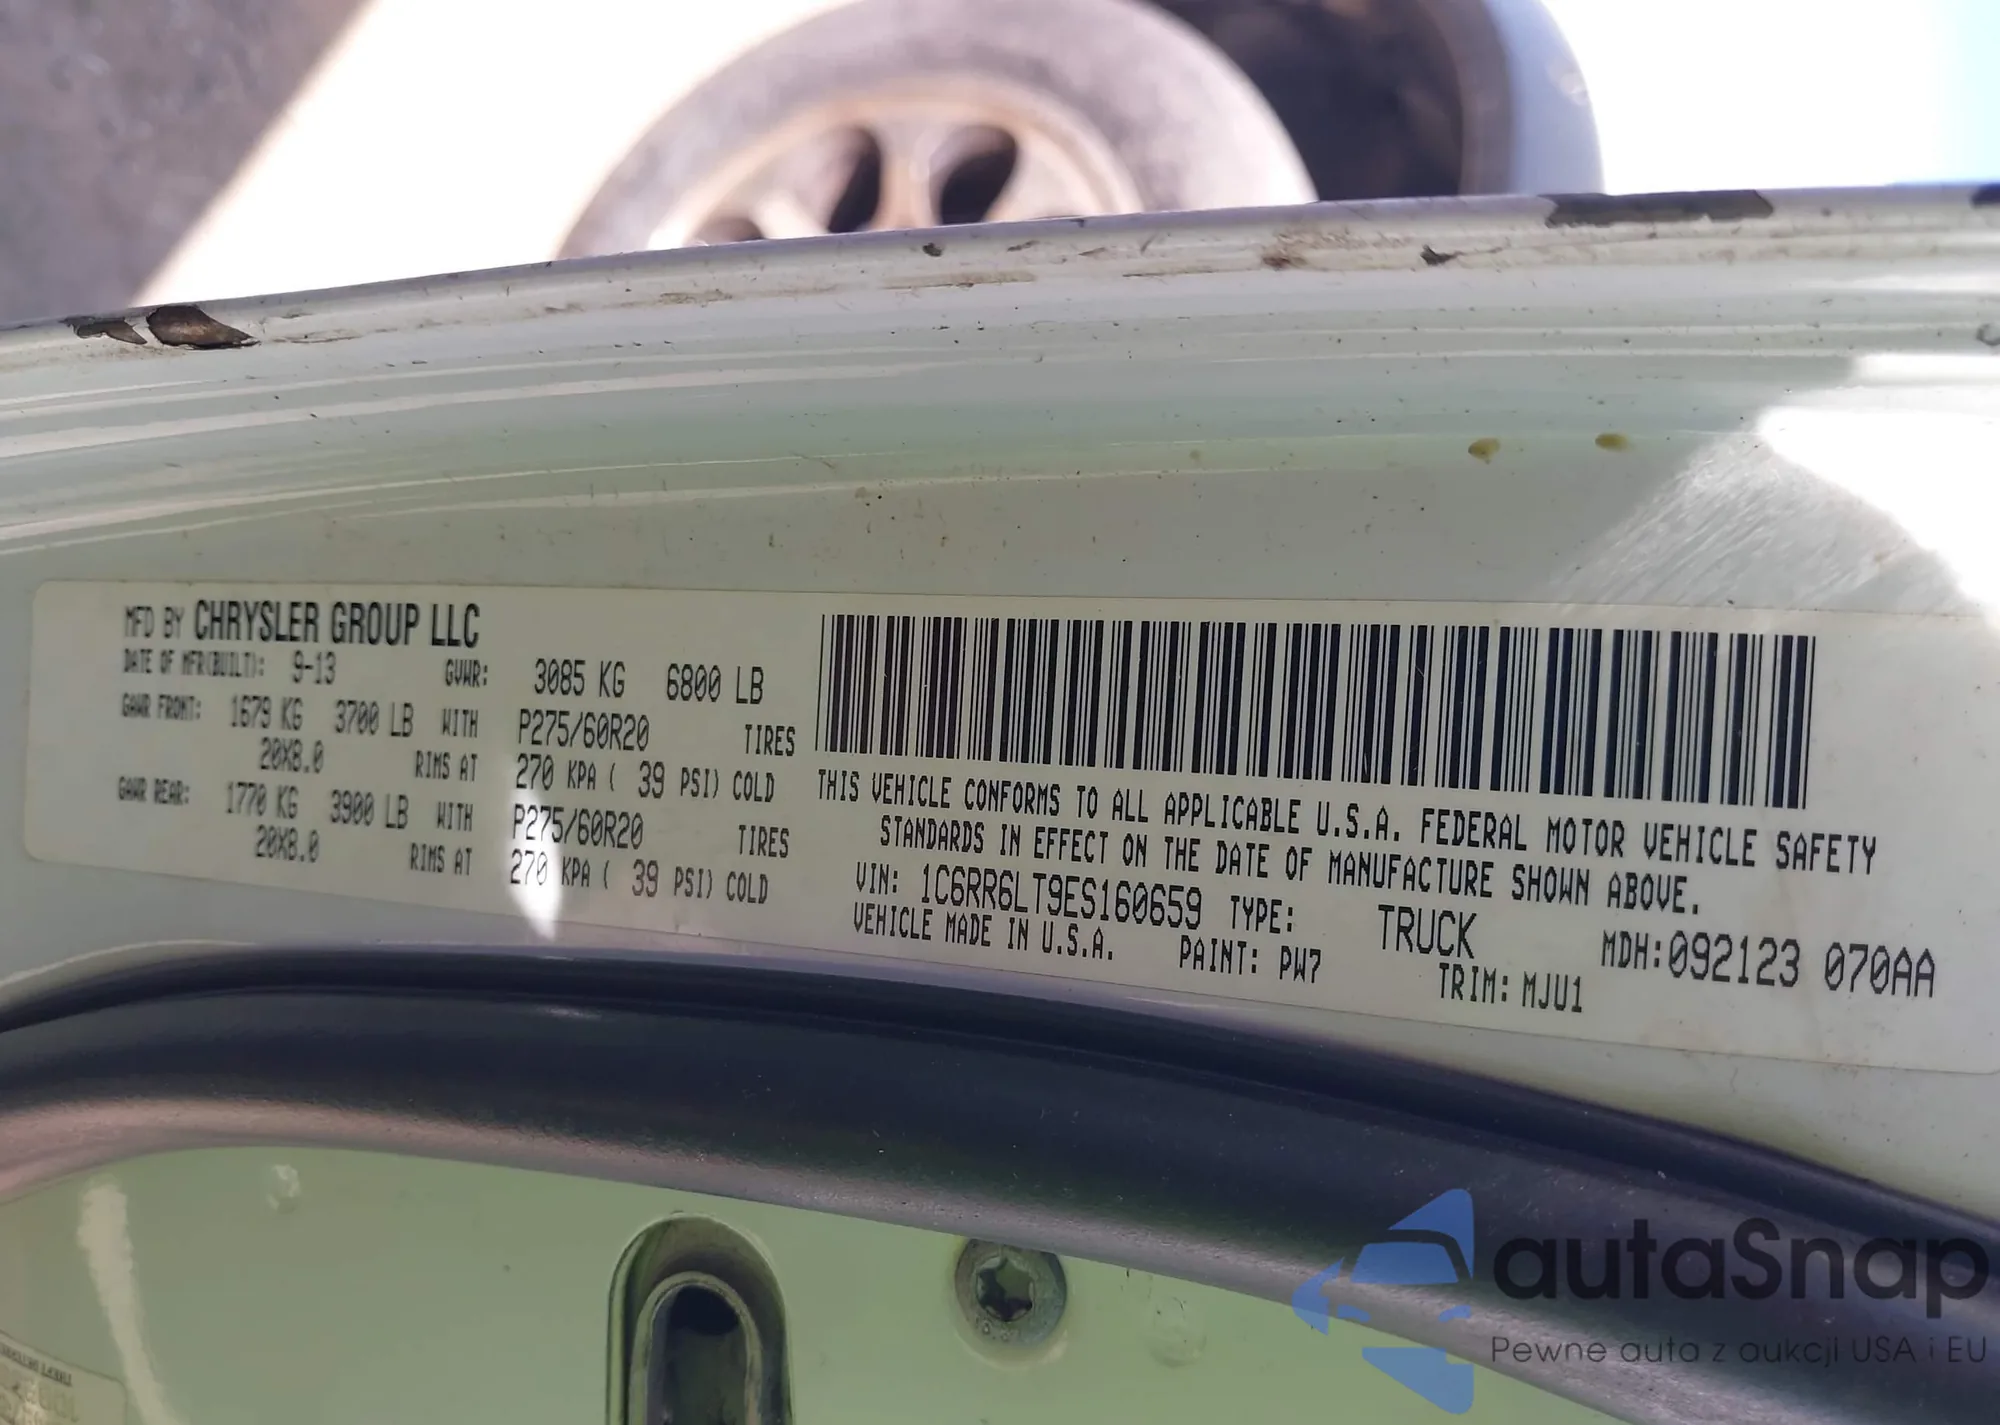 MFD BY CHRYSLER GROUP LLC
DATE OF MFR(BUILT): 9-13 GVWR: 3085 KG 6800 LB
GAWR FRONT: 1679 KG 3700 LB WITH P275/60R20 TIRES
20X8.0 RIMS AT 270 KPA ( 39 PSI) COLD
GAWR REAR: 1770 KG 3900 LB WITH P275/60R20 TIRES
20X8.0 RIMS AT 270 KPA ( 39 PSI) COLD
THIS VEHICLE CONFORMS TO ALL APPLICABLE U.S.A. FEDERAL MOTOR VEHICLE SAFETY
STANDARDS IN EFFECT ON THE DATE OF MANUFACTURE SHOWN ABOVE.
VIN: 1C6RR6LT9ES160659 TYPE: TRUCK MDH:092123 070AA
VEHICLE MADE IN U.S.A. PAINT: PW7 TRIM: MJU1
autaSnap
Pewne auta z aukcji USA i EU